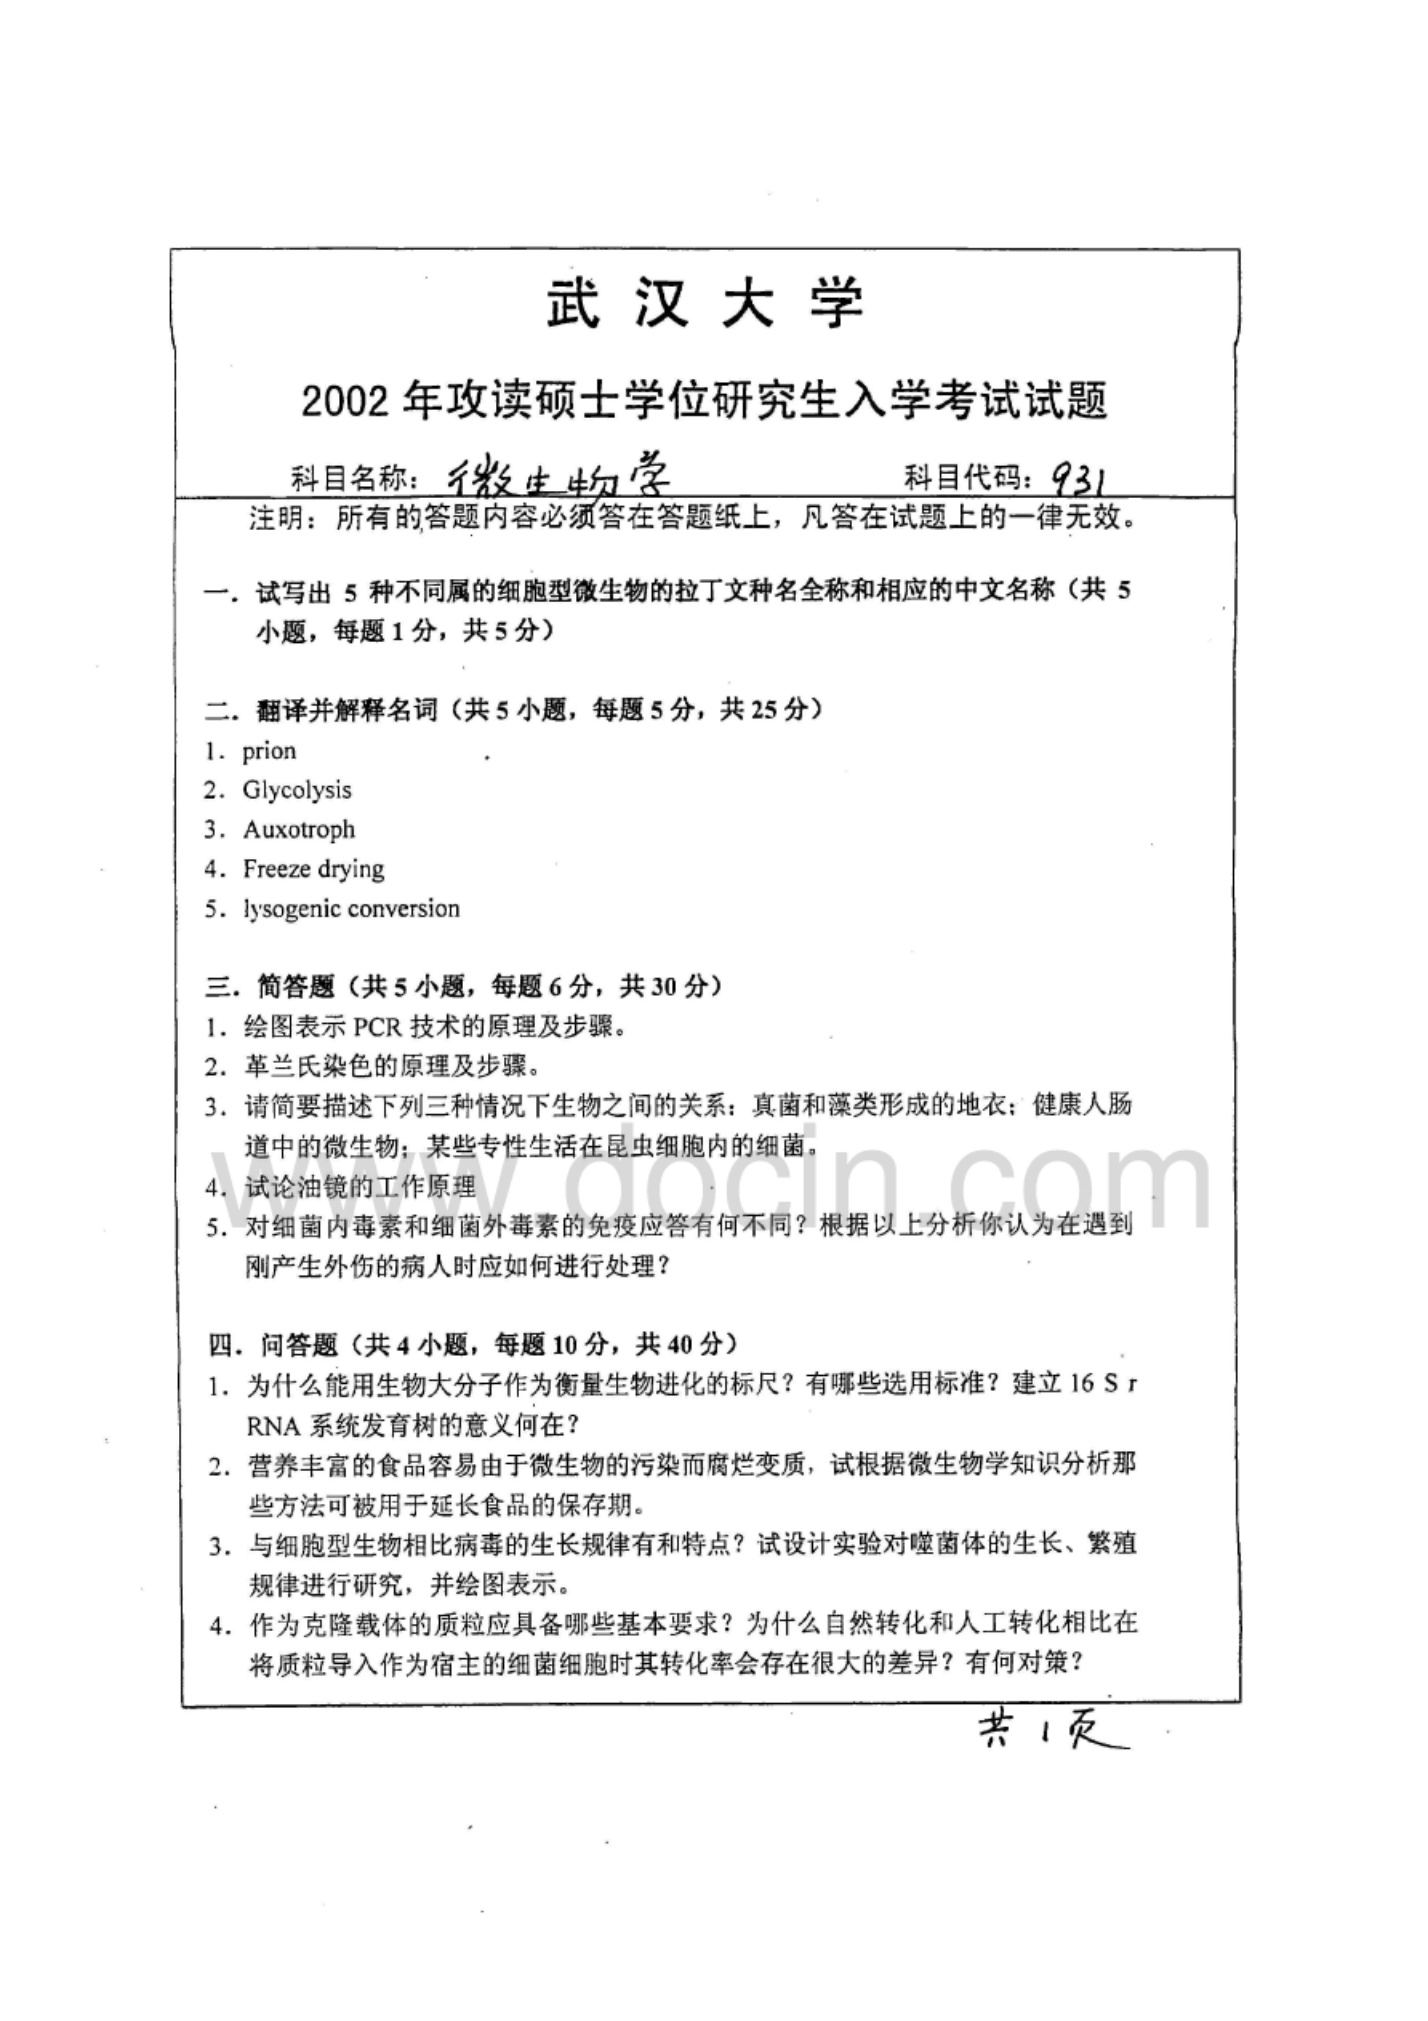 武汉大学
2002 年攻读硕士学位研究生入学考试试题
科目名称：微生物学 科目代码：931
注明：所有的答题内容必须答在答题纸上，凡答在试题上的一律无效。
一．试写出 5 种不同属的细胞型微生物的拉丁文种名全称和相应的中文名称（共 5
小题，每题 1 分，共 5 分）
二．翻译并解释名词（共 5 小题，每题 5 分，共 25 分）
1．prion
2．Glycolysis
3．Auxotroph
4．Freeze drying
5．lysogenic conversion
三．简答题（共 5 小题，每题 6 分，共 30 分）
1．绘图表示 PCR 技术的原理及步骤。
2．革兰氏染色的原理及步骤。
3．请简要描述下列三种情况下生物之间的关系：真菌和藻类形成的地衣；健康人肠
道中的微生物；某些专性生活在昆虫细胞内的细菌。
www.docin.com
4．试论油镜的工作原理
5．对细菌内毒素和细菌外毒素的免疫应答有何不同？根据以上分析你认为在遇到
刚产生外伤的病人时应如何进行处理？
四．问答题（共 4 小题，每题 10 分，共 40 分）
1．为什么能用生物大分子作为衡量生物进化的标尺？有哪些选用标准？建立 16 S r
RNA 系统发育树的意义何在？
2．营养丰富的食品容易由于微生物的污染而腐烂变质，试根据微生物学知识分析那
些方法可被用于延长食品的保存期。
3．与细胞型生物相比病毒的生长规律有和特点？试设计实验对噬菌体的生长、繁殖
规律进行研究，并绘图表示。
4．作为克隆载体的质粒应具备哪些基本要求？为什么自然转化和人工转化相比在
将质粒导入作为宿主的细菌细胞时其转化率会存在很大的差异？有何对策？
共 1 页